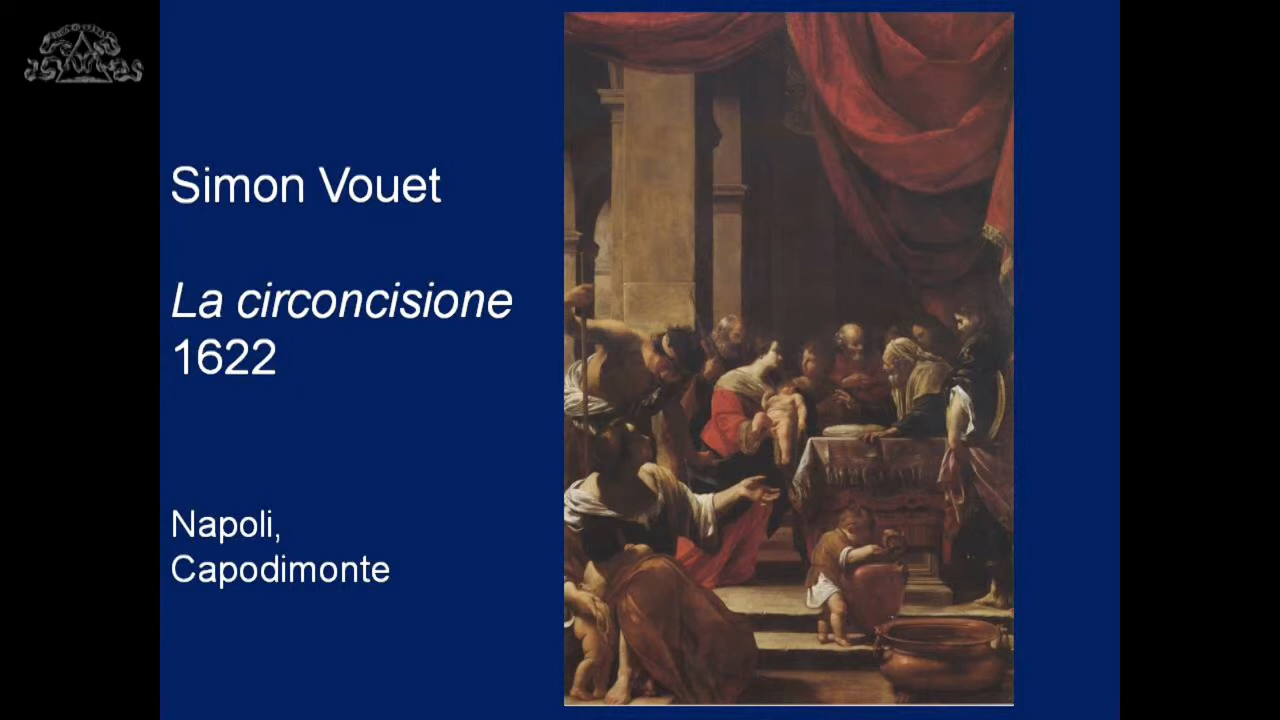 Simon Vouet
La circoncisione
1622
Napoli,
Capodimonte